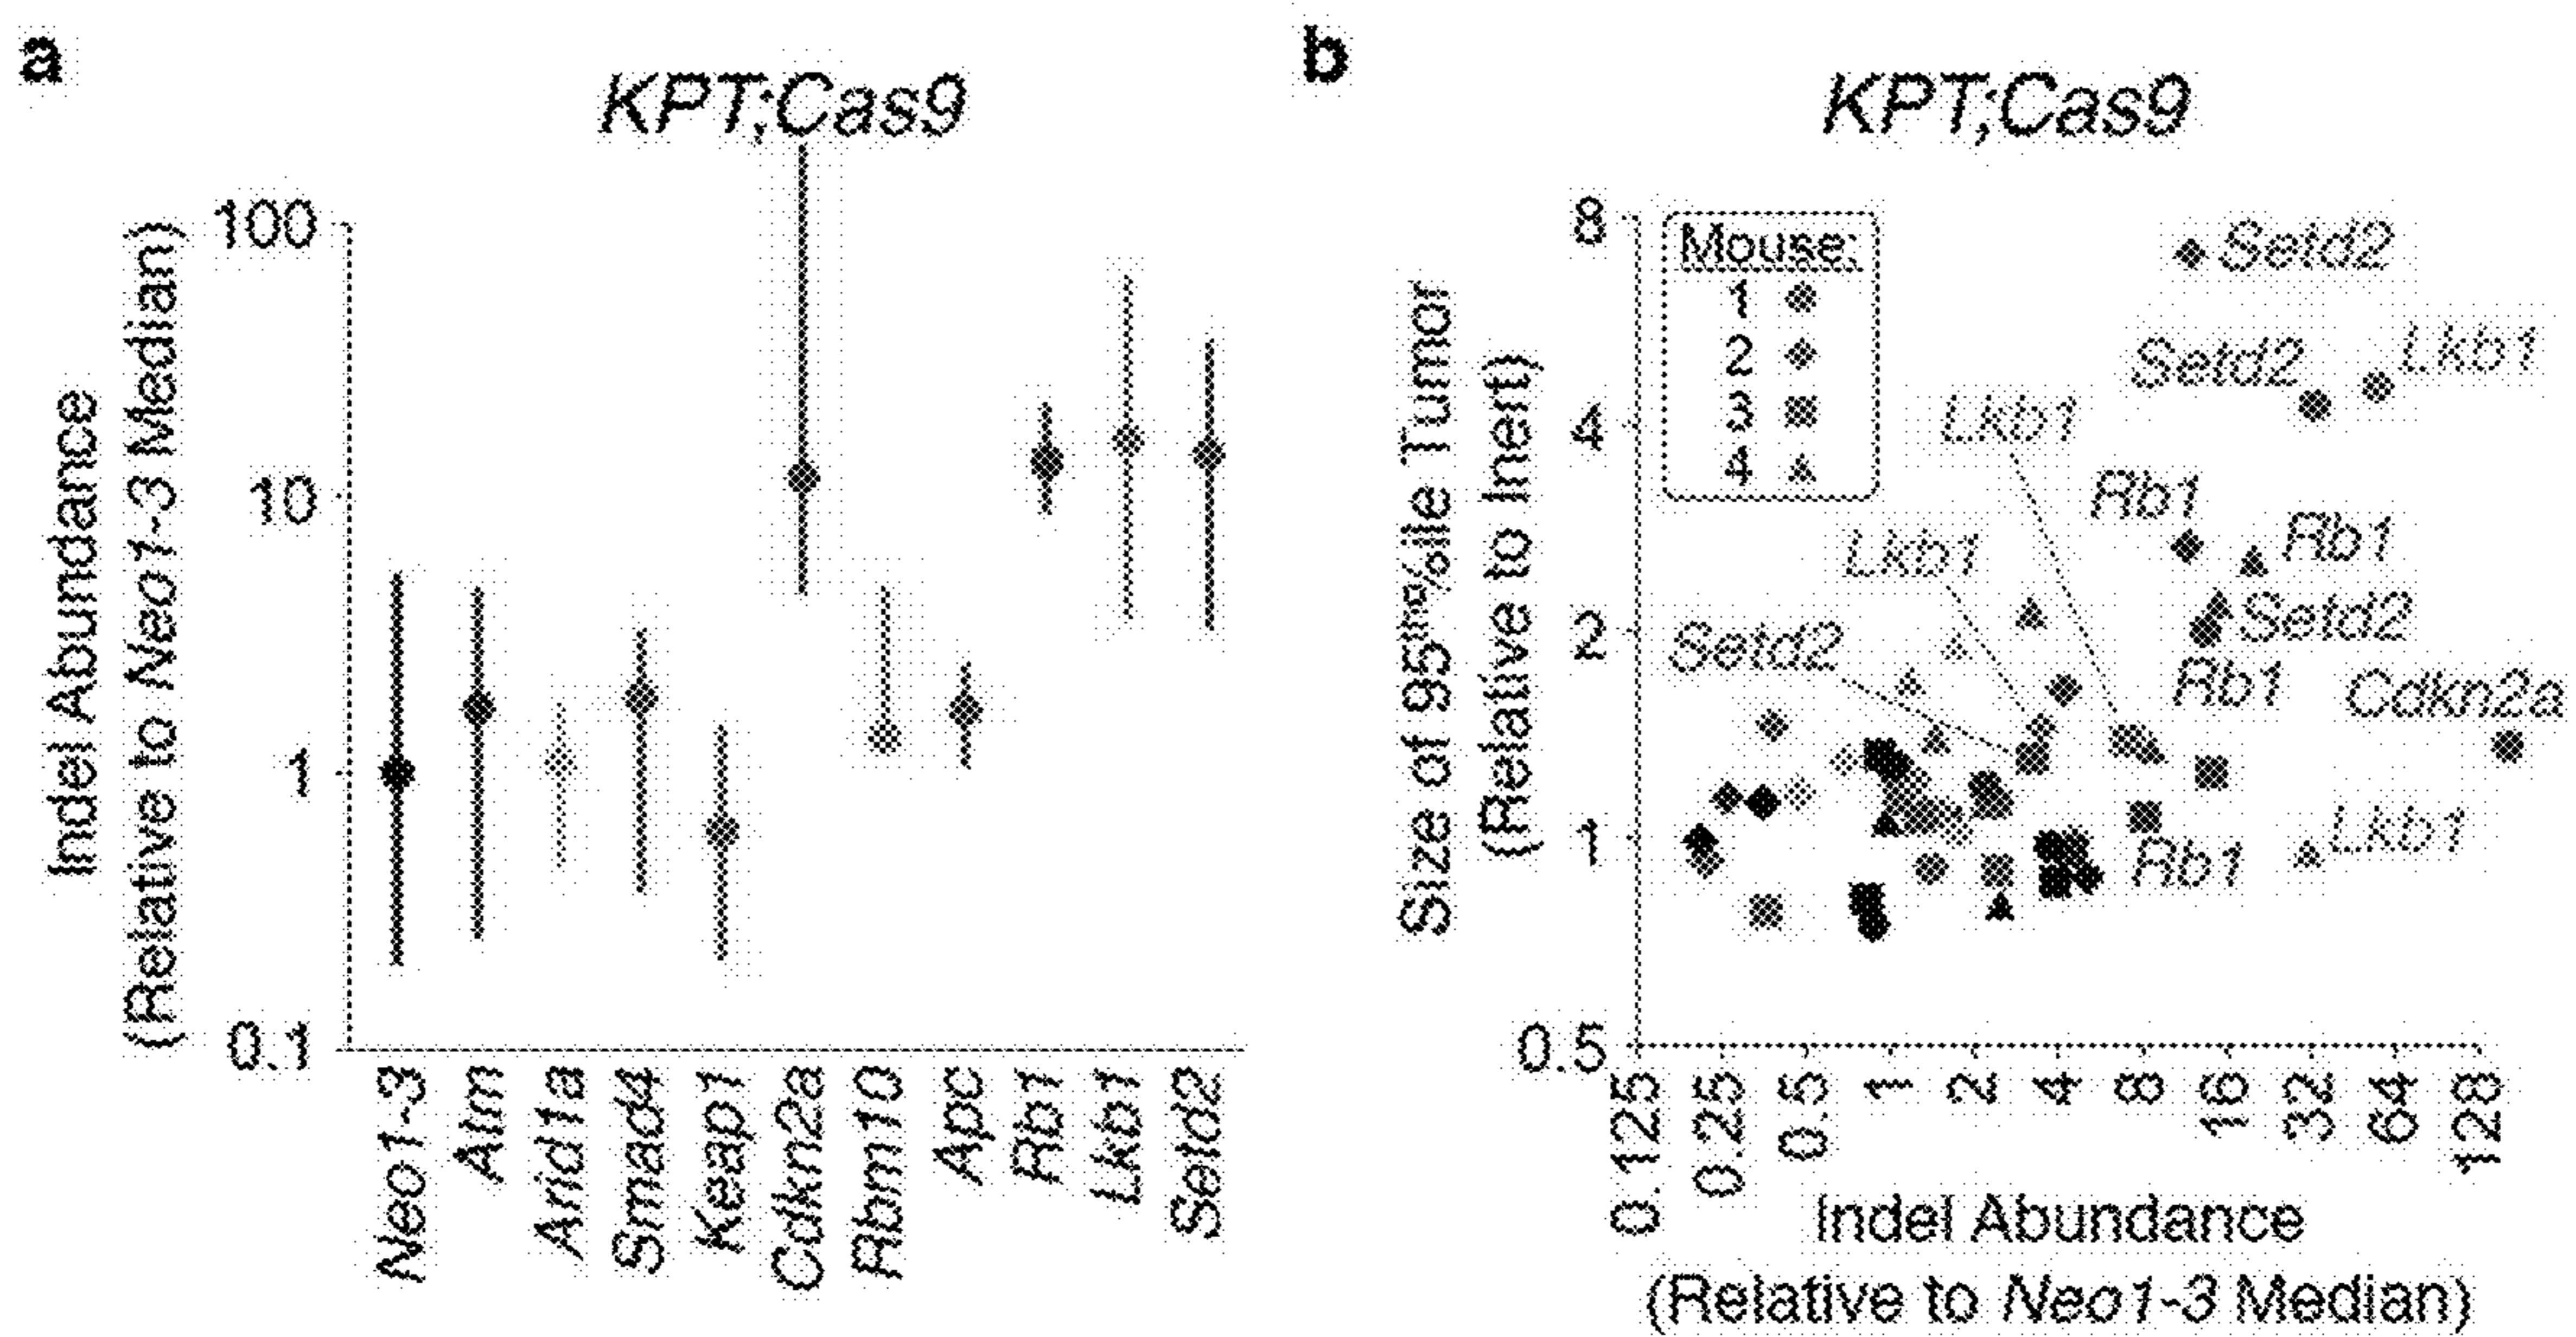 a
KPT;Cas9
Indel Abundance
(Relative to Neo1-3 Median)
100
10
1
0.1
Neo1-3
Atm
Arid1a
Smad4
Keap1
Cdkn2a
Rbm10
Apc
Rb1
Lkb1
Setd2
b
KPT;Cas9
Size of 95th%ile Tumor
(Relative to Inert)
8
4
2
1
0.5
Mouse:
1
2
3
4
Setd2
Setd2
Lkb1
Lkb1
Rb1
Rb1
Lkb1
Setd2
Setd2
Rb1
Cdkn2a
Lkb1
Rb1
0.125
0.25
0.5
1
2
4
8
16
32
64
128
Indel Abundance
(Relative to Neo1-3 Median)